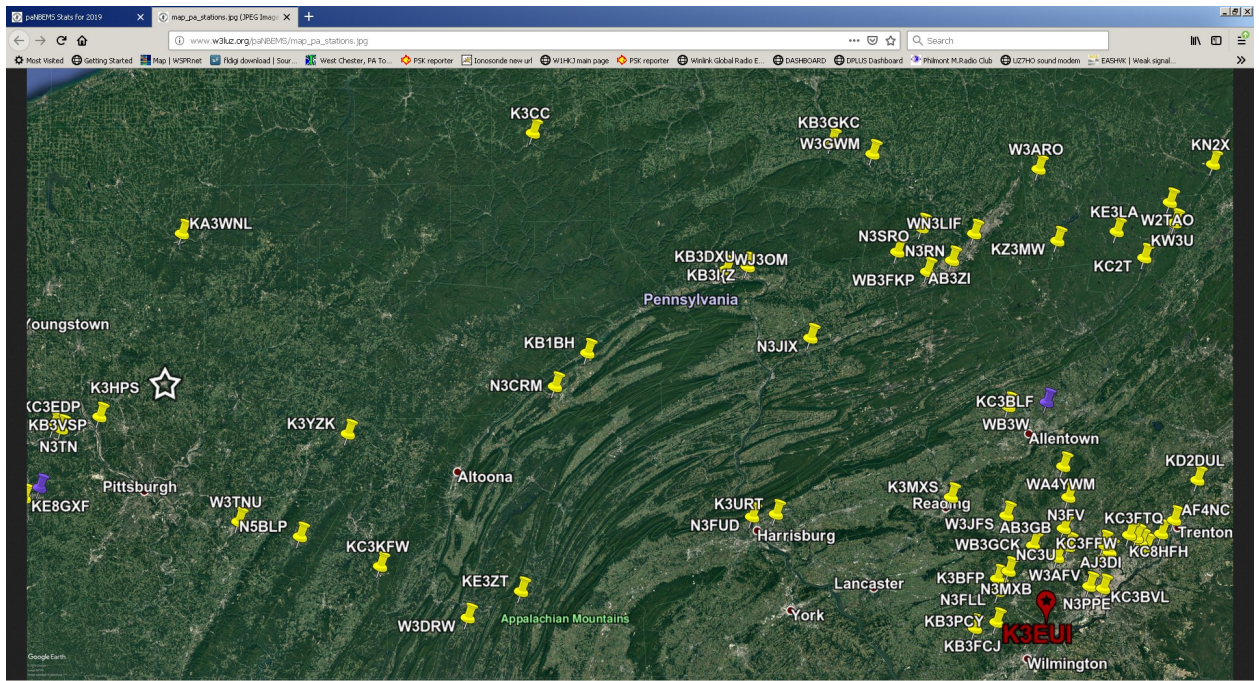 paNBEMS Stats for 2019
map_pa_stations.jpg (JPEG Image
www.w3luz.org/paNBEMS/map_pa_stations.jpg
Search
Most Visited
Getting Started
Map | WSPRnet
fldigi download | Sour...
West Chester, PA To...
PSK reporter
Ionosonde new url
W1HKJ main page
PSK reporter
Winlink Global Radio E...
DASHBOARD
DPLUS Dashboard
Philmont M.Radio Club
UZ7HO sound modem
EA5HVK | Weak signal...
K3CC
KB3GKC
W3GWM
W3ARO
KN2X
KA3WNL
WN3LIF
KE3LA
W2TAO
N3SRO
KW3U
N3RN
KZ3MW
KB3DXU
WJ3OM
KC2T
WB3FKP
AB3ZI
Pennsylvania
Youngstown
KB1BH
N3JIX
K3HPS
N3CRM
KC3EDP
KC3BLF
KB3VSP
K3YZK
WB3W
Allentown
N3TN
KD2DUL
Pittsburgh
Altoona
KE8GXF
K3MXS
WA4YWM
W3TNU
K3URT
Reading
AF4NC
N5BLP
N3FUD
W3JFS
AB3GB
N3FV
KC3FTQ
Trenton
Harrisburg
KC3KFW
WB3GCK
KC3FFW
NC3U
KC8HFH
AJ3DI
KE3ZT
Lancaster
K3BFP
W3AFV
N3MXB
KC3BVL
N3FLL
N3PPE
W3DRW
Appalachian Mountains
York
KB3PCY
K3EUI
KB3FCJ
Google Earth
Wilmington